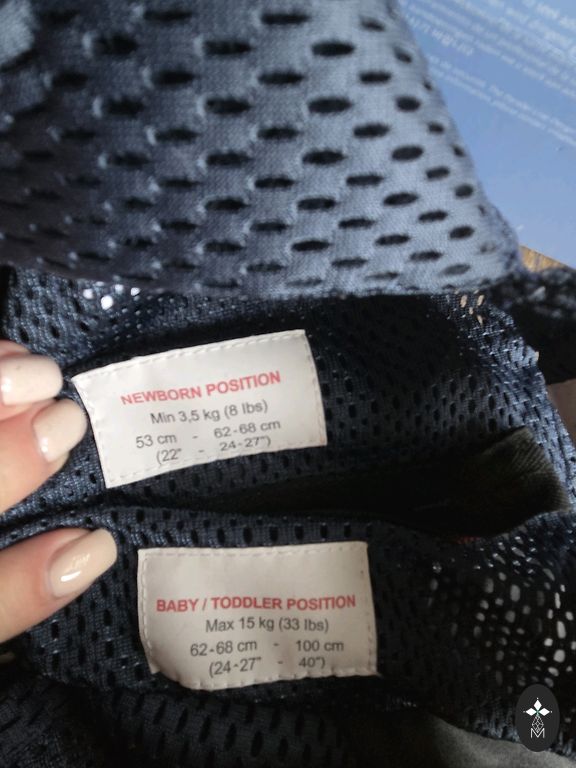 NEWBORN POSITION
Min 3,5 kg (8 lbs)
53 cm - 62-68 cm
(22" - 24-27")
BABY / TODDLER POSITION
Max 15 kg (33 lbs)
62-68 cm - 100 cm
(24-27" - 40")